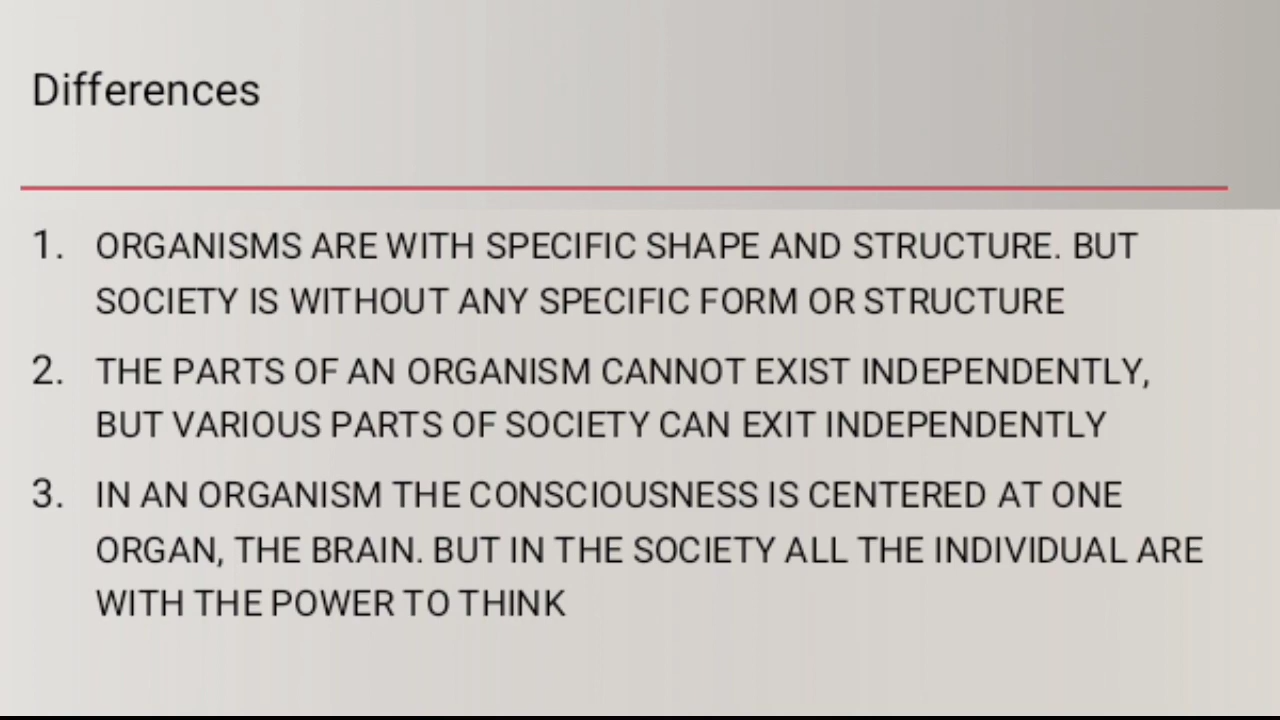 Differences
1. ORGANISMS ARE WITH SPECIFIC SHAPE AND STRUCTURE. BUT
SOCIETY IS WITHOUT ANY SPECIFIC FORM OR STRUCTURE
2. THE PARTS OF AN ORGANISM CANNOT EXIST INDEPENDENTLY,
BUT VARIOUS PARTS OF SOCIETY CAN EXIT INDEPENDENTLY
3. IN AN ORGANISM THE CONSCIOUSNESS IS CENTERED AT ONE
ORGAN, THE BRAIN. BUT IN THE SOCIETY ALL THE INDIVIDUAL ARE
WITH THE POWER TO THINK